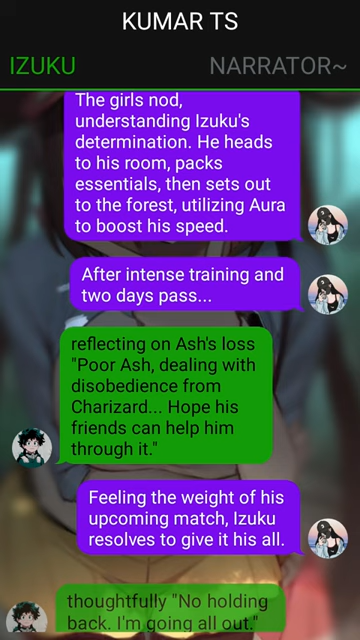 KUMAR TS
IZUKU
NARRATOR~
The girls nod,
understanding Izuku's
determination. He heads
to his room, packs
essentials, then sets out
to the forest, utilizing Aura
to boost his speed.
After intense training and
two days pass...
reflecting on Ash's loss
"Poor Ash, dealing with
disobedience from
Charizard... Hope his
friends can help him
through it."
Feeling the weight of his
upcoming match, Izuku
resolves to give it his all.
thoughtfully "No holding
back. I'm going all out."